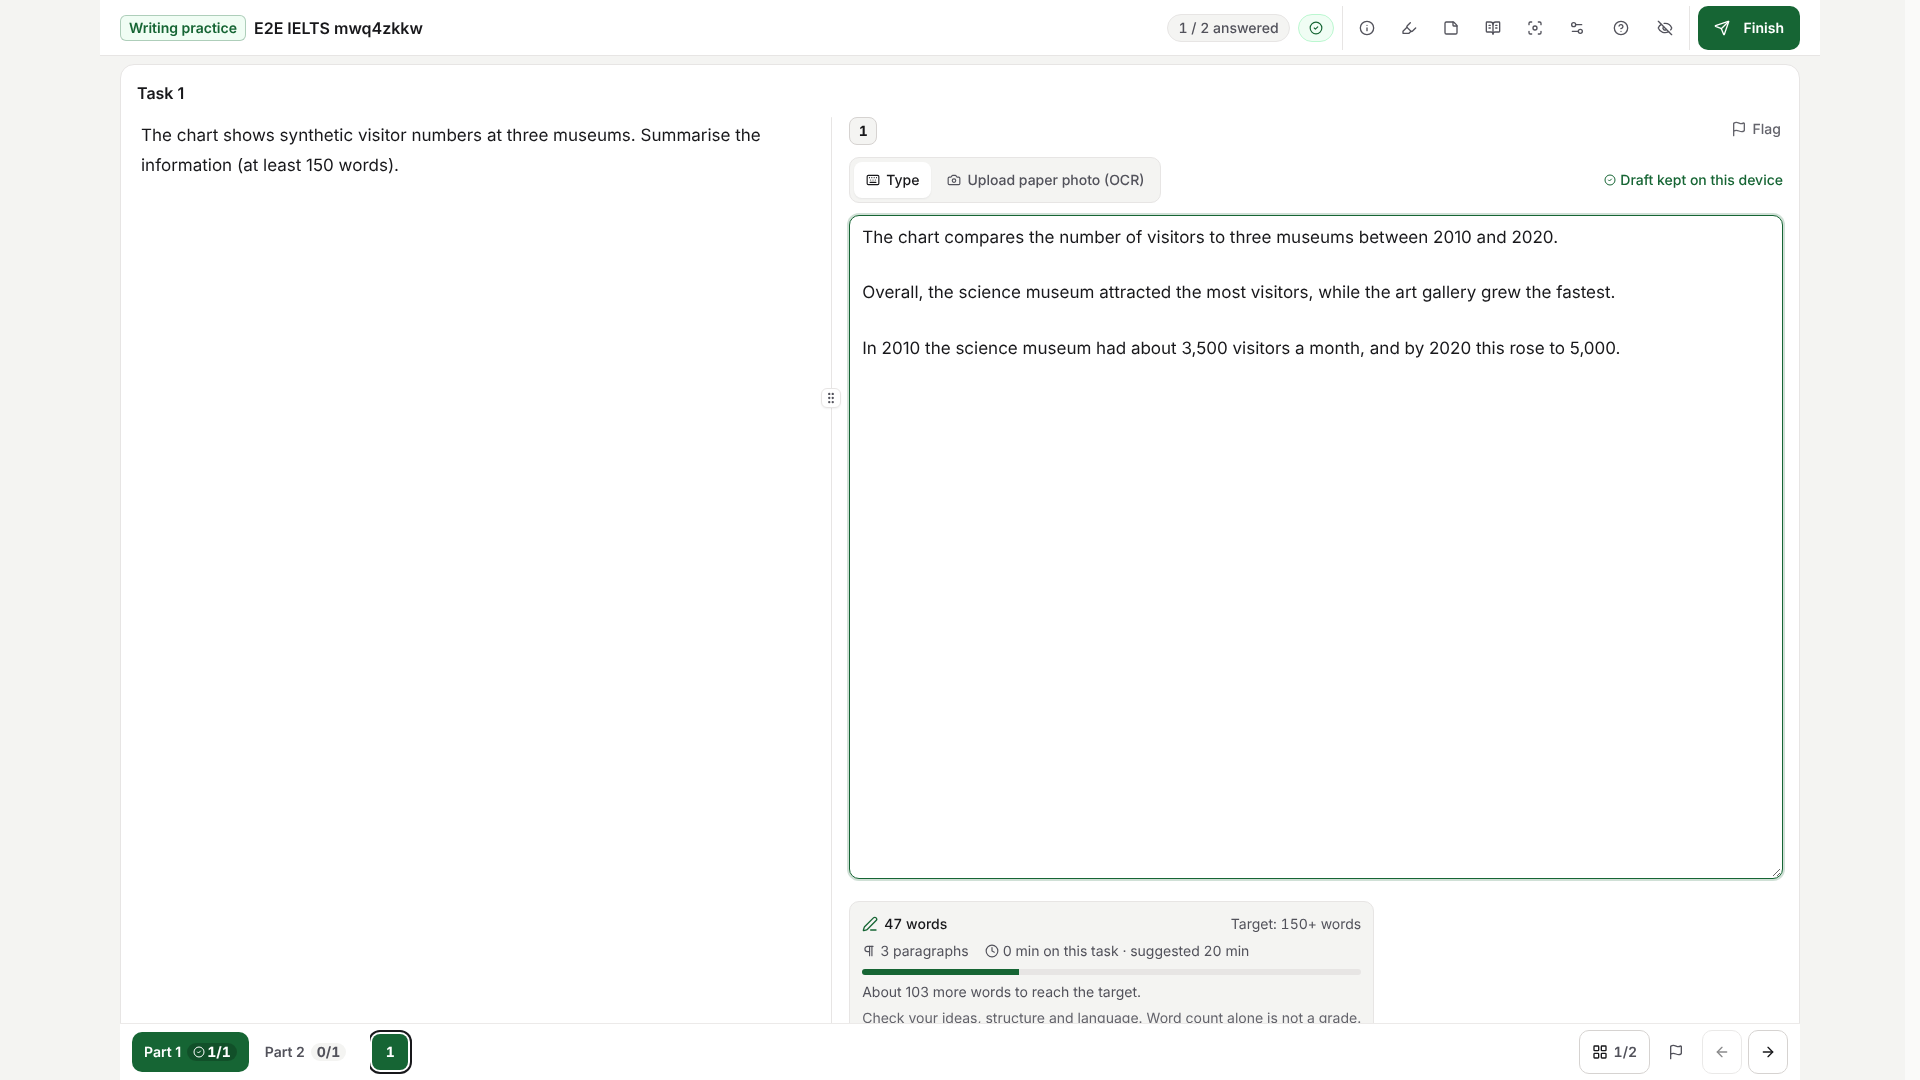 Writing practice E2E IELTS mwq4zkkw 1 / 2 answered Finish
Task 1
The chart shows synthetic visitor numbers at three museums. Summarise the
information (at least 150 words).
1 Flag
Type Upload paper photo (OCR) Draft kept on this device
The chart compares the number of visitors to three museums between 2010 and 2020.
Overall, the science museum attracted the most visitors, while the art gallery grew the fastest.
In 2010 the science museum had about 3,500 visitors a month, and by 2020 this rose to 5,000.
47 words Target: 150+ words
¶ 3 paragraphs 0 min on this task · suggested 20 min
About 103 more words to reach the target.
Check your ideas, structure and language. Word count alone is not a grade.
Part 1 1/1 Part 2 0/1 1 1/2